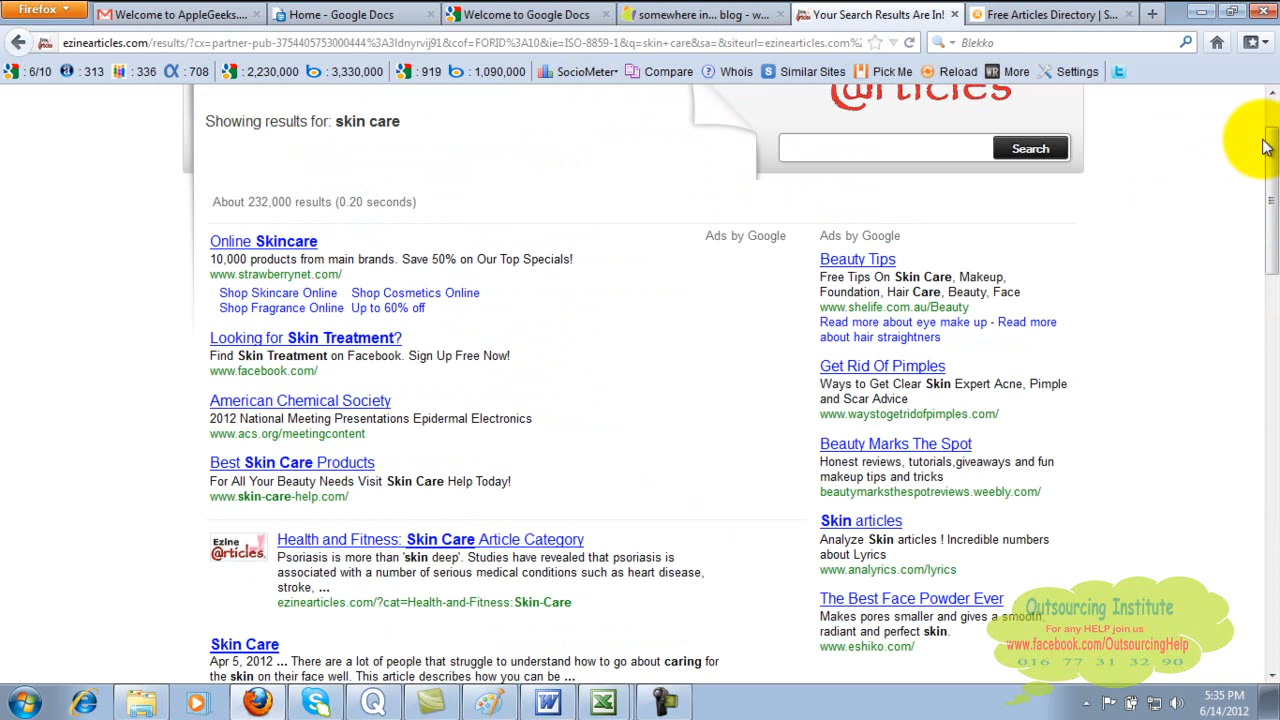 Firefox
Welcome to AppleGeeks....
Home - Google Docs
Welcome to Google Docs
somewhere in... blog - w...
Your Search Results Are In!
Free Articles Directory | S...
ezinearticles.com/results/?cx=partner-pub-3754405753000444%3A3ldnyrvij91&cof=FORID%3A10&ie=ISO-8859-1&q=skin+care&sa=&siteurl=ezinearticles.com%2...
Blekko
: 6/10 : 313 : 336 : 708 : 2,230,000 : 3,330,000 : 919 : 1,090,000 SocioMeter Compare Whois Similar Sites Pick Me Reload More Settings
@rticles
Showing results for: skin care
Search
About 232,000 results (0.20 seconds)
Ads by Google
Online Skincare
10,000 products from main brands. Save 50% on Our Top Specials!
www.strawberrynet.com/
Shop Skincare Online Shop Cosmetics Online
Shop Fragrance Online Up to 60% off
Looking for Skin Treatment?
Find Skin Treatment on Facebook. Sign Up Free Now!
www.facebook.com/
American Chemical Society
2012 National Meeting Presentations Epidermal Electronics
www.acs.org/meetingcontent
Best Skin Care Products
For All Your Beauty Needs Visit Skin Care Help Today!
www.skin-care-help.com/
Ezine @rticles
Health and Fitness: Skin Care Article Category
Psoriasis is more than 'skin deep'. Studies have revealed that psoriasis is
associated with a number of serious medical conditions such as heart disease,
stroke, ...
ezinearticles.com/?cat=Health-and-Fitness:Skin-Care
Skin Care
Apr 5, 2012 ... There are a lot of people that struggle to understand how to go about caring for
the skin on their face well. This article describes how you can be ...
Ads by Google
Beauty Tips
Free Tips On Skin Care, Makeup,
Foundation, Hair Care, Beauty, Face
www.shelife.com.au/Beauty
Read more about eye make up - Read more
about hair straightners
Get Rid Of Pimples
Ways to Get Clear Skin Expert Acne, Pimple
and Scar Advice
www.waystogetridofpimples.com/
Beauty Marks The Spot
Honest reviews, tutorials,giveaways and fun
makeup tips and tricks
beautymarksthespotreviews.weebly.com/
Skin articles
Analyze Skin articles ! Incredible numbers
about Lyrics
www.analyrics.com/lyrics
The Best Face Powder Ever
Makes pores smaller and gives a smooth,
radiant and perfect skin.
www.eshiko.com/
Outsourcing Institute
For any HELP join us
www.facebook.com/OutsourcingHelp
016 77 31 32 90
5:35 PM
6/14/2012